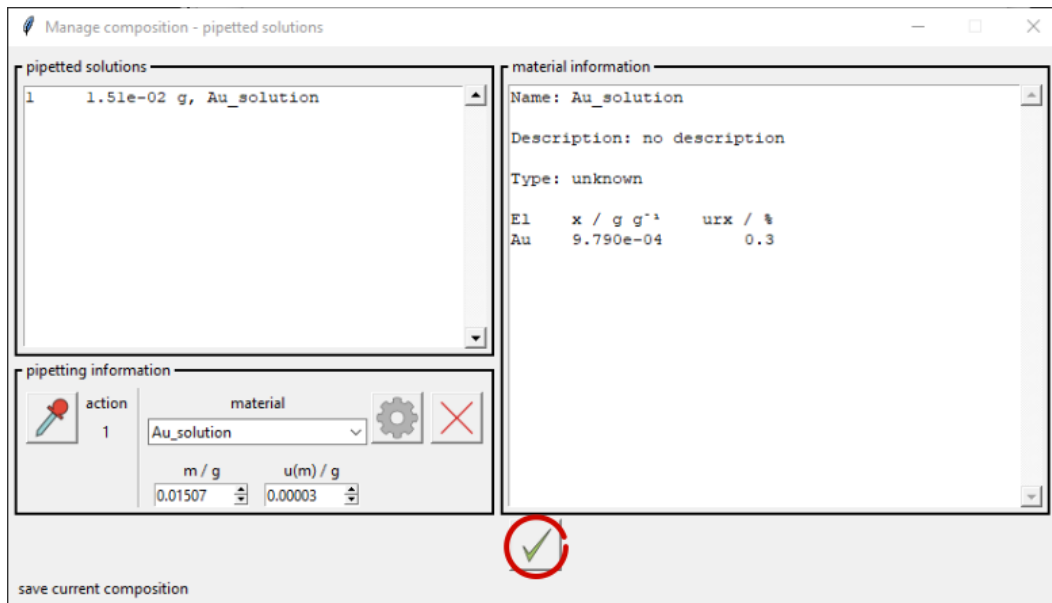 Manage composition - pipetted solutions
pipetted solutions
1 1.51e-02 g, Au_solution
pipetting information
action
1
material
Au_solution
m / g
u(m) / g
0.01507
0.00003
material information
Name: Au_solution
Description: no description
Type: unknown
El x / g g⁻¹ urx / %
Au 9.790e-04 0.3
save current composition